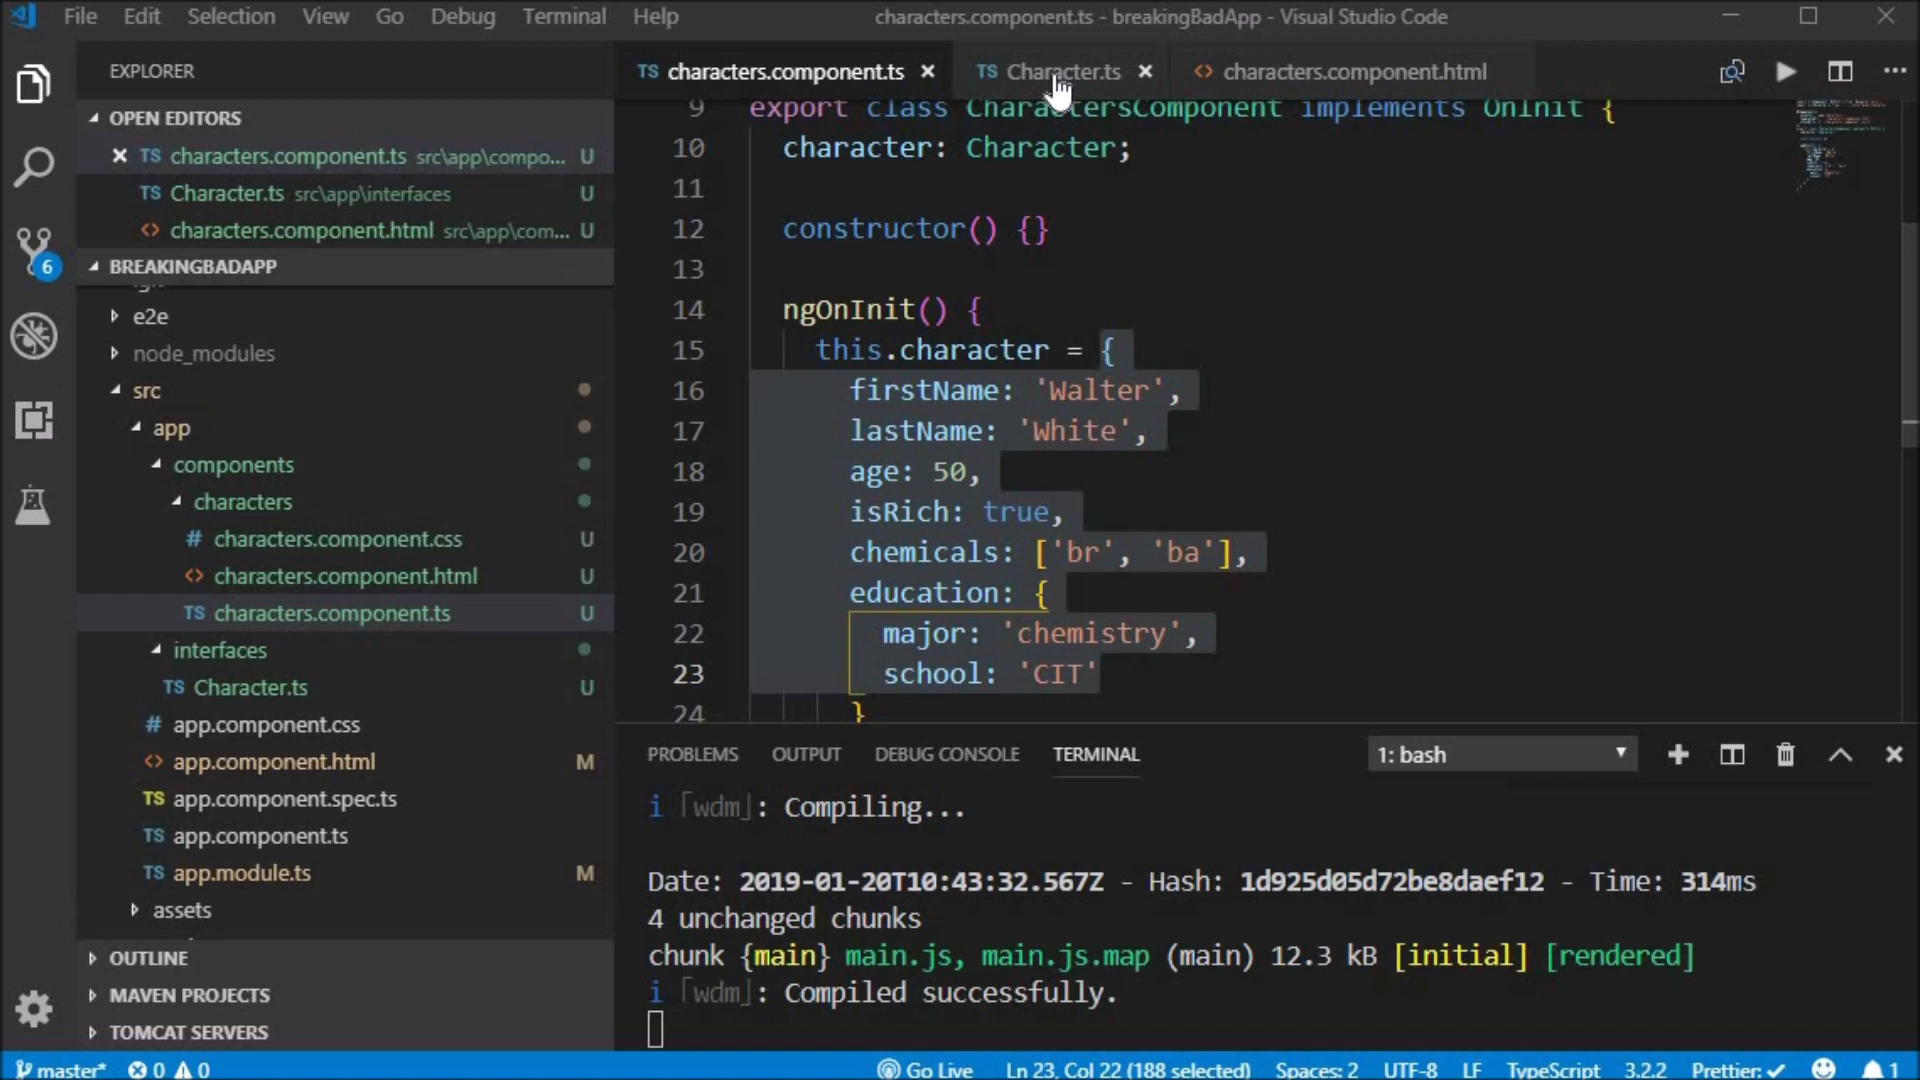 File Edit Selection View Go Debug Terminal Help characters.component.ts - breakingBadApp - Visual Studio Code
EXPLORER
OPEN EDITORS
characters.component.ts src\app\compo... U
Character.ts src\app\interfaces U
characters.component.html src\app\com... U
BREAKINGBADAPP
e2e
node_modules
src
app
components
characters
# characters.component.css U
<> characters.component.html U
TS characters.component.ts U
interfaces
TS Character.ts U
# app.component.css
<> app.component.html M
TS app.component.spec.ts
TS app.component.ts
TS app.module.ts M
assets
OUTLINE
MAVEN PROJECTS
TOMCAT SERVERS
6
TS characters.component.ts × TS Character.ts × <> characters.component.html
9 export class CharactersComponent implements OnInit {
10 character: Character;
11
12 constructor() {}
13
14 ngOnInit() {
15 this.character = {
16 firstName: 'Walter',
17 lastName: 'White',
18 age: 50,
19 isRich: true,
20 chemicals: ['br', 'ba'],
21 education: {
22 major: 'chemistry',
23 school: 'CIT'
24 }
PROBLEMS OUTPUT DEBUG CONSOLE TERMINAL 1: bash
i ｢wdm｣: Compiling...
Date: 2019-01-20T10:43:32.567Z - Hash: 1d925d05d72be8daef12 - Time: 314ms
4 unchanged chunks
chunk {main} main.js, main.js.map (main) 12.3 kB [initial] [rendered]
i ｢wdm｣: Compiled successfully.
master* 0 0 Go Live Ln 23, Col 22 (188 selected) Spaces: 2 UTF-8 LF TypeScript 3.2.2 Prettier: ✓ 1